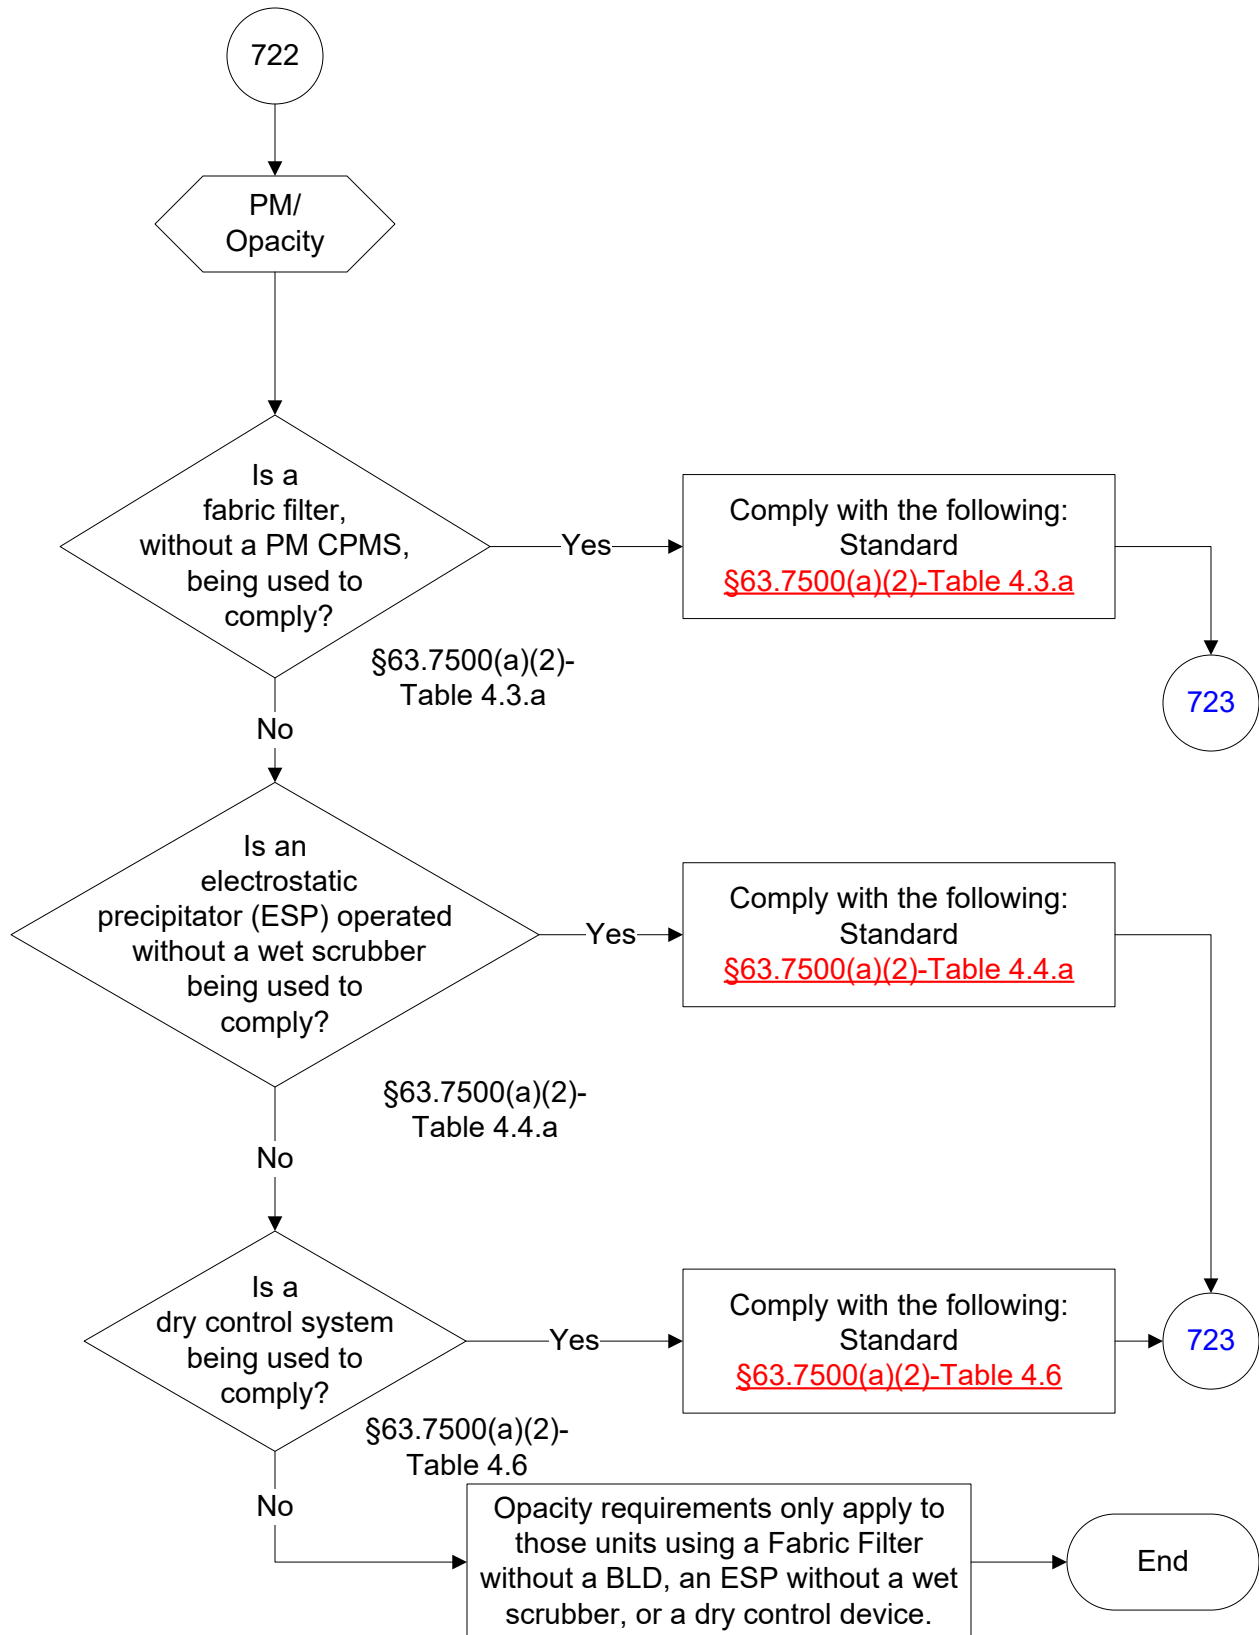 722
PM/
Opacity
Is a
fabric filter,
without a PM CPMS,
being used to
comply?
Yes
Comply with the following:
Standard
§63.7500(a)(2)-Table 4.3.a
§63.7500(a)(2)-
Table 4.3.a
723
No
Is an
electrostatic
precipitator (ESP) operated
without a wet scrubber
being used to
comply?
Yes
Comply with the following:
Standard
§63.7500(a)(2)-Table 4.4.a
§63.7500(a)(2)-
Table 4.4.a
No
Is a
dry control system
being used to
comply?
Yes
Comply with the following:
Standard
§63.7500(a)(2)-Table 4.6
723
§63.7500(a)(2)-
Table 4.6
No
Opacity requirements only apply to
those units using a Fabric Filter
without a BLD, an ESP without a wet
scrubber, or a dry control device.
End